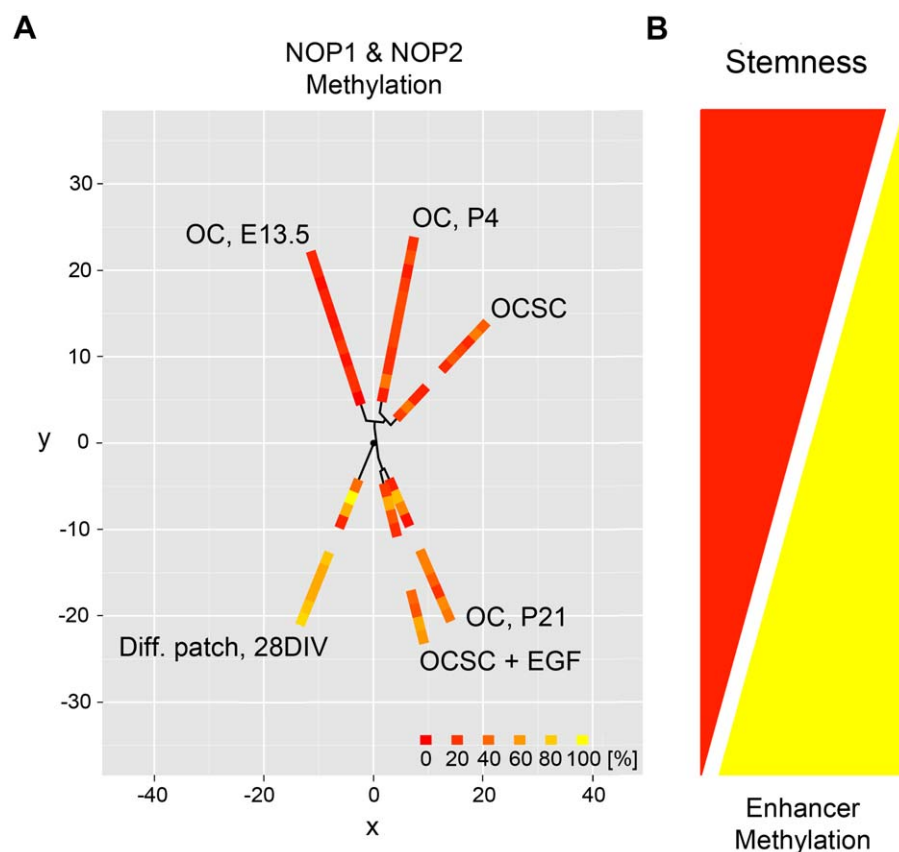 A
NOP1 & NOP2
Methylation
30
20
10
0
-10
-20
-30
y
-40
-20
0
20
40
x
OC, E13.5
OC, P4
OCSC
Diff. patch, 28DIV
OC, P21
OCSC + EGF
0 20 40 60 80 100 [%]
B
Stemness
Enhancer
Methylation